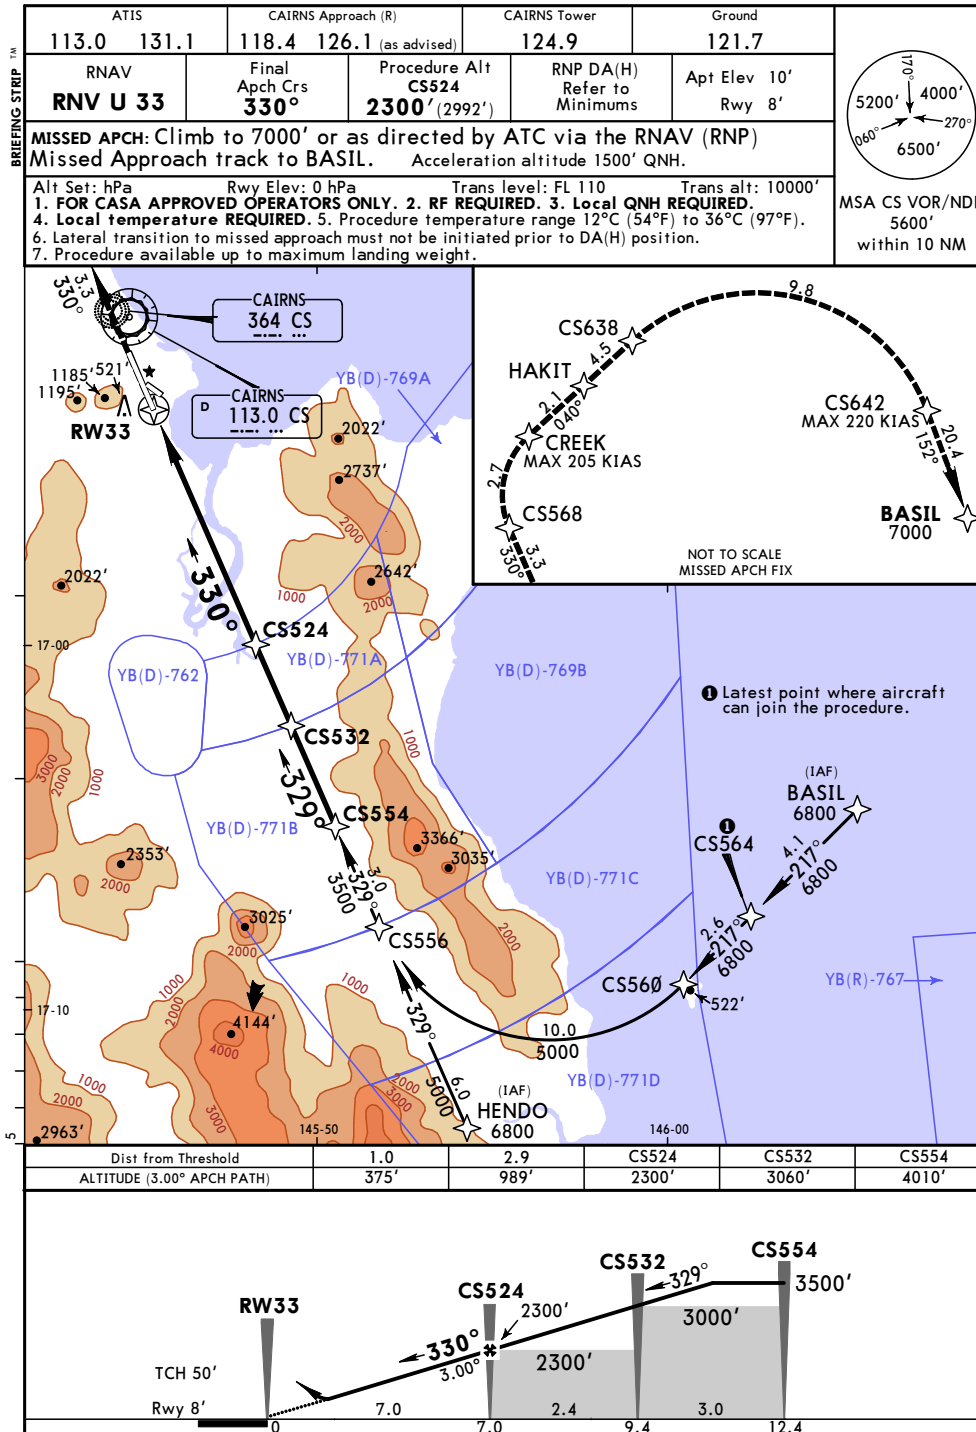 BRIEFING STRIP TM
ATIS
113.0 131.1
CAIRNS Approach (R)
118.4 126.1 (as advised)
CAIRNS Tower
124.9
Ground
121.7
RNAV
RNV U 33
Final
Apch Crs
330°
Procedure Alt
CS524
2300' (2992')
RNP DA(H)
Refer to
Minimums
Apt Elev 10'
Rwy 8'
MISSED APCH: Climb to 7000' or as directed by ATC via the RNAV (RNP)
Missed Approach track to BASIL. Acceleration altitude 1500' QNH.
Alt Set: hPa Rwy Elev: 0 hPa Trans level: FL 110 Trans alt: 10000'
1. FOR CASA APPROVED OPERATORS ONLY. 2. RF REQUIRED. 3. Local QNH REQUIRED.
4. Local temperature REQUIRED. 5. Procedure temperature range 12°C (54°F) to 36°C (97°F).
6. Lateral transition to missed approach must not be initiated prior to DA(H) position.
7. Procedure available up to maximum landing weight.
170°
5200' 4000'
270°
060°
6500'
MSA CS VOR/NDB
5600'
within 10 NM
3.3
330°
CAIRNS
364 CS
D
CAIRNS
113.0 CS
1185' 521'
1195'
RW33
YB(D)-769A
2022'
2737'
2000
2642'
2000
1000
9.8
CS638
4.5
HAKIT
2.1
040°
CREEK
MAX 205 KIAS
2.7
CS568
3.3
330°
CS642
MAX 220 KIAS
20.4
152°
BASIL
7000
NOT TO SCALE
MISSED APCH FIX
2022'
1000
330°
CS524
17-00
YB(D)-762
YB(D)-771A
YB(D)-769B
1 Latest point where aircraft
can join the procedure.
CS532
1000
3000
2000
1000
329°
(IAF)
BASIL
6800
YB(D)-771B
CS554
1
CS564
4.1
217°
6800
2353'
2000
3366'
3035'
3.0
329°
3500
YB(D)-771C
3025'
2000
CS556
2000
2.6
217°
6800
CS560
522'
YB(R)-767
1000
2000
1000
17-10
4144'
4000
3000
329°
10.0
5000
YB(D)-771D
1000
2000
2000
3000
5000
6.0
(IAF)
HENDO
6800
2963'
5
145-50
146-00
Dist from Threshold 1.0 2.9 CS524 CS532 CS554
ALTITUDE (3.00° APCH PATH) 375' 989' 2300' 3060' 4010'
CS554
CS532
329°
3500'
CS524
RW33
2300'
3000'
330°
3.00°
2300'
TCH 50'
Rwy 8'
7.0 2.4 3.0
0 7.0 9.4 12.4